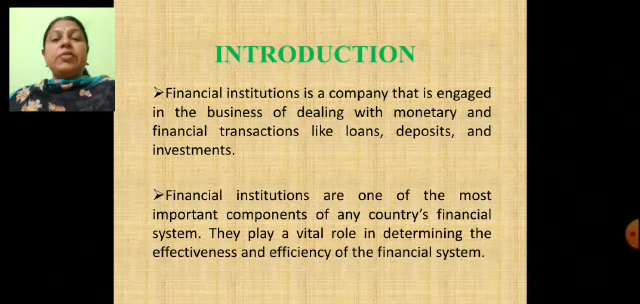 INTRODUCTION
➢Financial institutions is a company that is engaged
in the business of dealing with monetary and
financial transactions like loans, deposits, and
investments.
➢Financial institutions are one of the most
important components of any country's financial
system. They play a vital role in determining the
effectiveness and efficiency of the financial system.